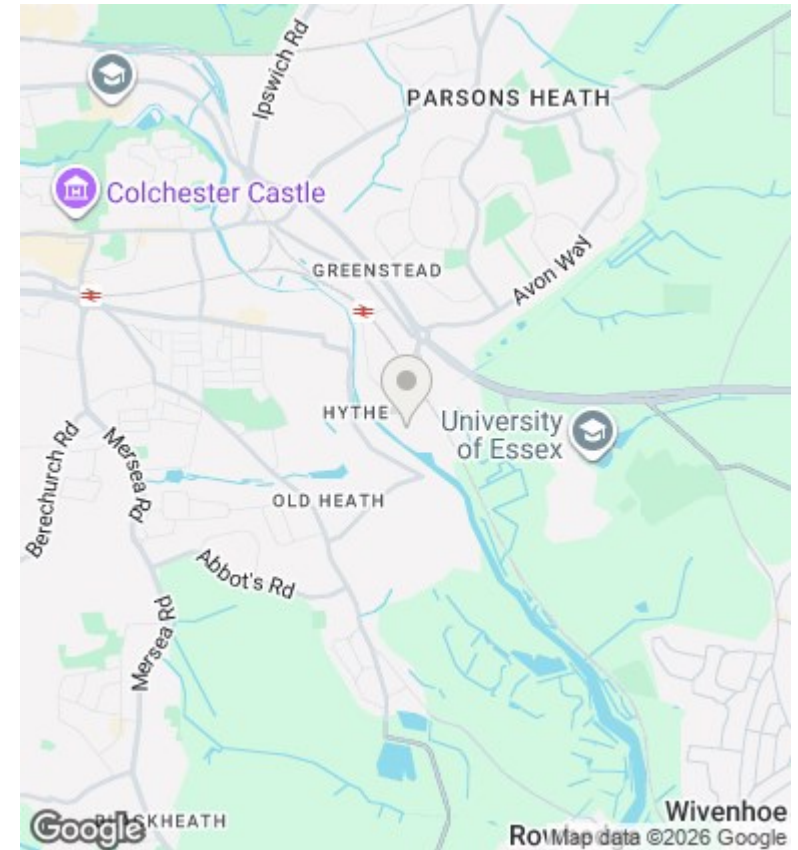 Ipswich Rd
PARSONS HEATH
Colchester Castle
GREENSTEAD
Avon Way
HYTHE
University
of Essex
Berechurch Rd
Mersea Rd
OLD HEATH
Abbot's Rd
Mersea Rd
Wivenhoe
Google
Map data ©2026 Google